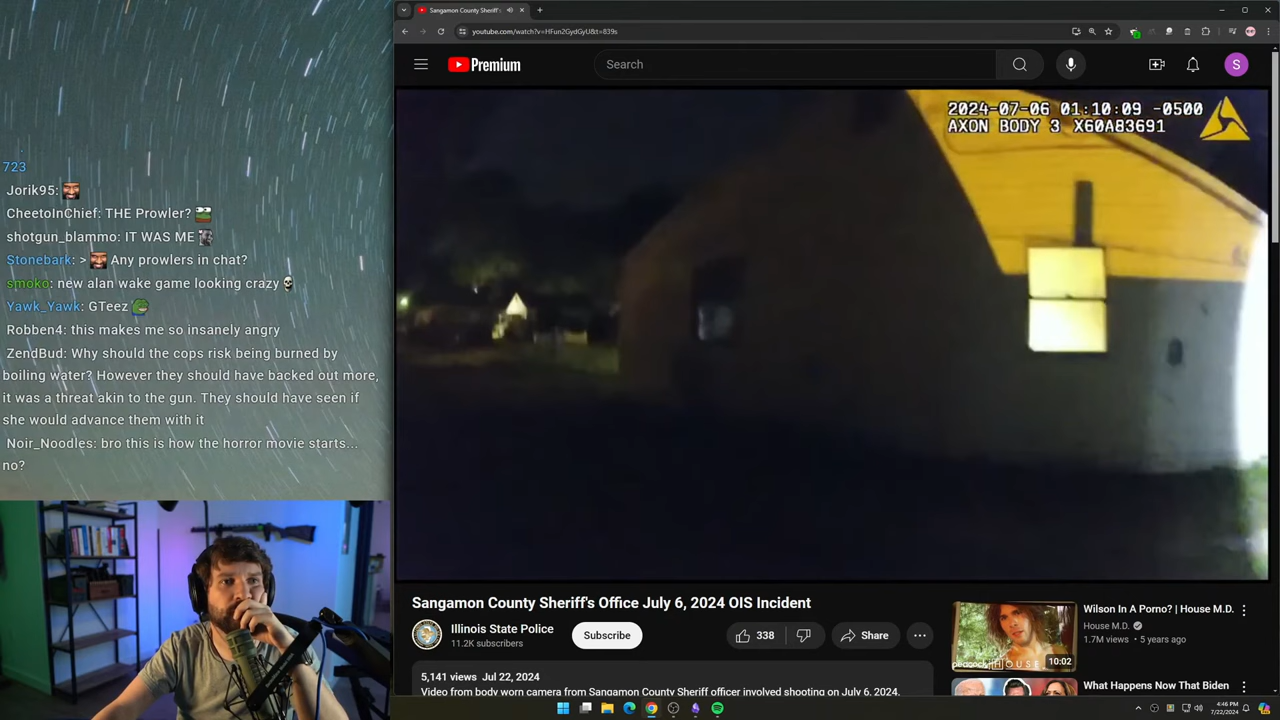 Sangamon County Sheriff's
youtube.com/watch?v=HFun2GydGyU&t=839s
Premium
Search
S
2024-07-06 01:10:09 -0500
AXON BODY 3 X60A83691
723
Jorik95:
CheetoInChief: THE Prowler?
shotgun_blammo: IT WAS ME
Stonebark: > Any prowlers in chat?
smoko: new alan wake game looking crazy
Yawk_Yawk: GTeez
Robben4: this makes me so insanely angry
ZendBud: Why should the cops risk being burned by
boiling water? However they should have backed out more,
it was a threat akin to the gun. They should have seen if
she would advance them with it
Noir_Noodles: bro this is how the horror movie starts...
no?
Sangamon County Sheriff's Office July 6, 2024 OIS Incident
Illinois State Police
11.2K subscribers
Subscribe
338
Share
5,141 views Jul 22, 2024
Video from body worn camera from Sangamon County Sheriff officer involved shooting on July 6, 2024.
Wilson In A Porno? | House M.D.
House M.D.
1.7M views • 5 years ago
peacock HOUSE
10:02
What Happens Now That Biden
4:46 PM
7/22/2024